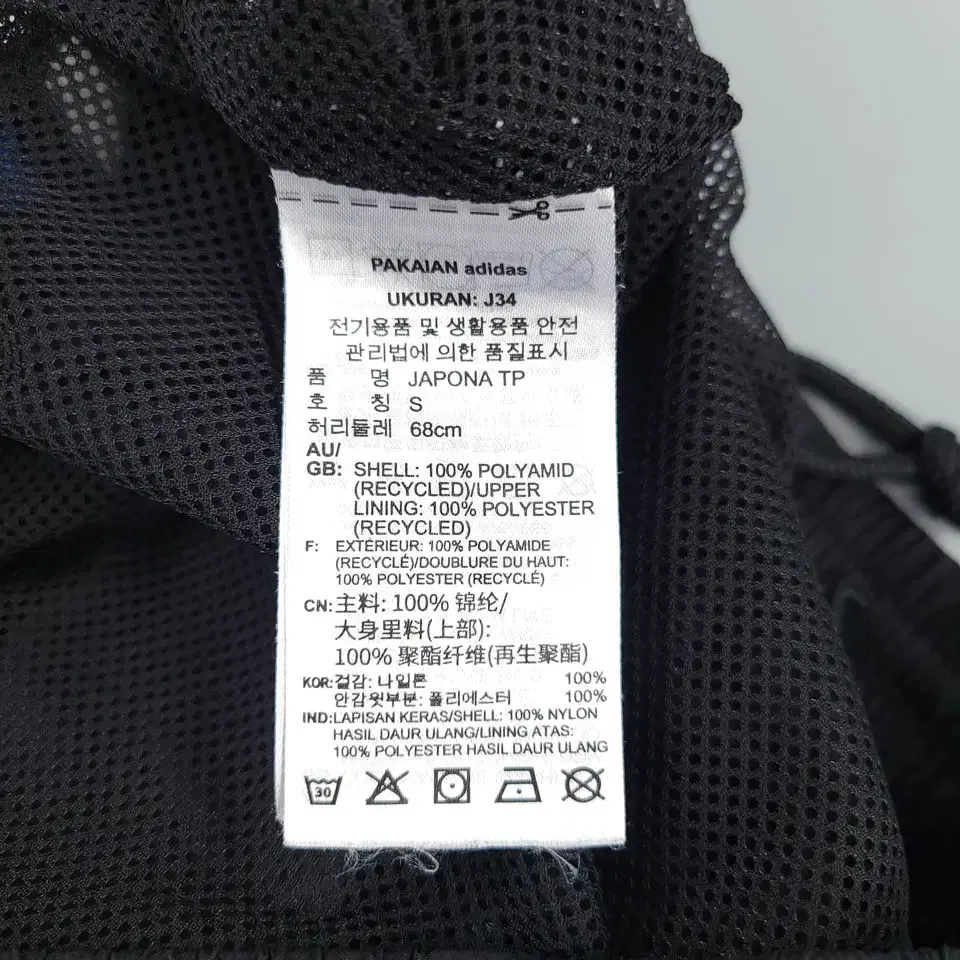 PAKAIAN adidas
UKURAN: J34
전기용품 및 생활용품 안전
관리법에 의한 품질표시
품 명 JAPONA TP
호 칭 S
허리둘레 68cm
AU/
GB: SHELL: 100% POLYAMID
(RECYCLED)/UPPER
LINING: 100% POLYESTER
(RECYCLED)
F: EXTÉRIEUR: 100% POLYAMIDE
(RECYCLÉ)/DOUBLURE DU HAUT:
100% POLYESTER (RECYCLÉ)
CN: 主料: 100% 锦纶/
大身里料(上部):
100% 聚酯纤维(再生聚酯)
KOR: 겉감: 나일론 100%
안감윗부분: 폴리에스터 100%
IND: LAPISAN KERAS/SHELL: 100% NYLON
HASIL DAUR ULANG/LINING ATAS:
100% POLYESTER HASIL DAUR ULANG
30